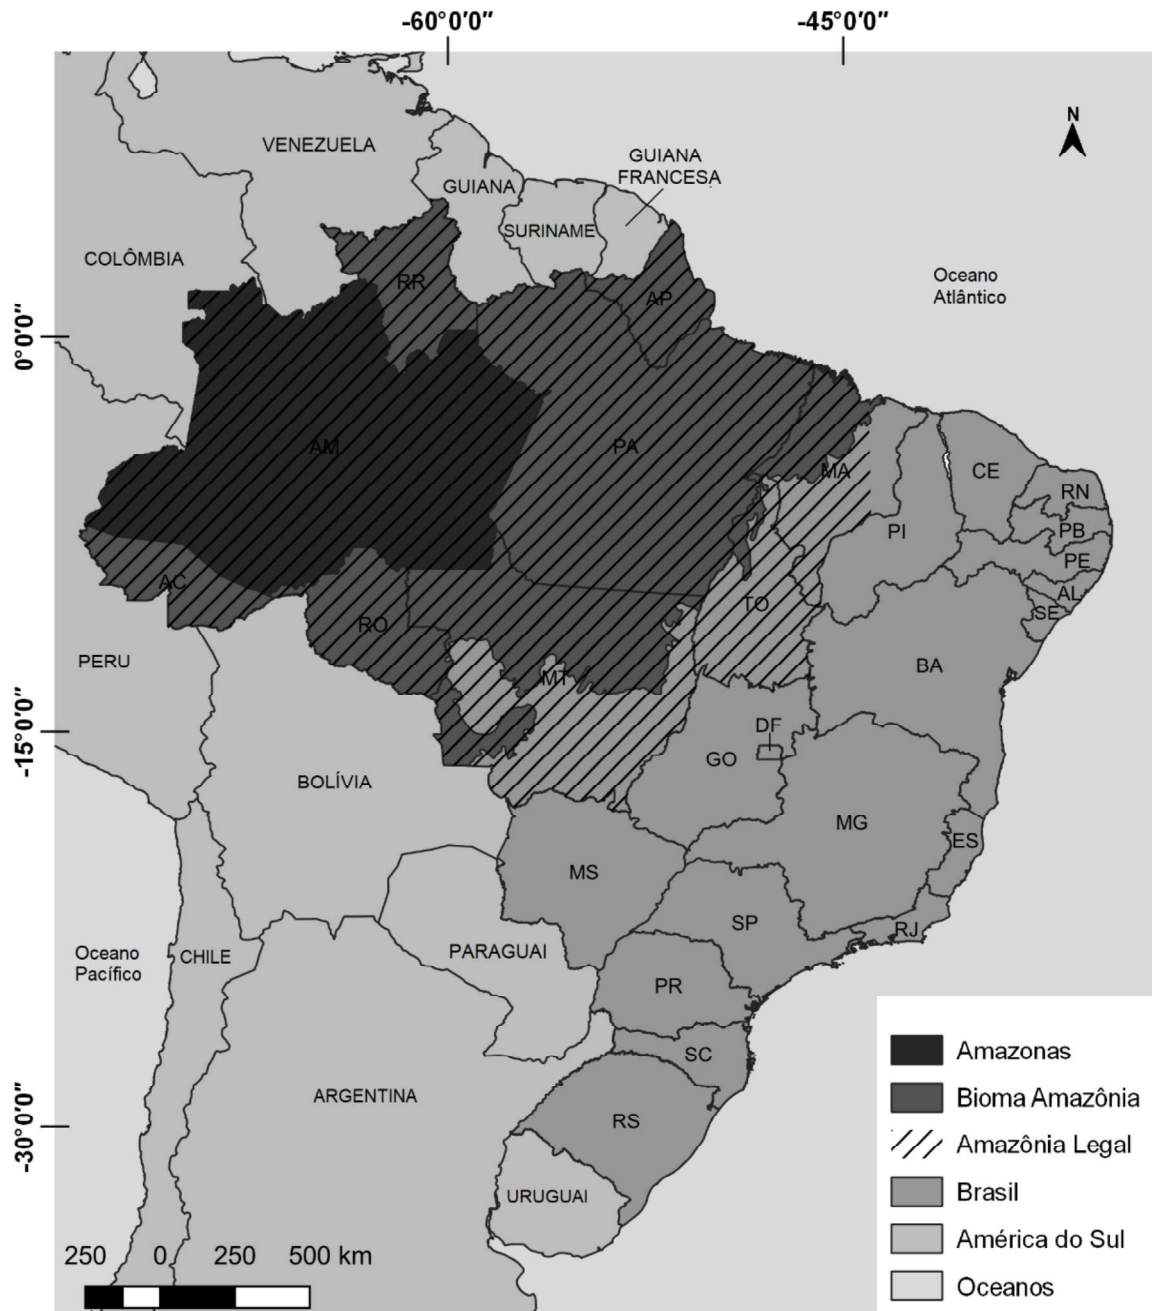 -60°0′0″ -45°0′0″
N
VENEZUELA
GUIANA
FRANCESA
GUIANA
SURINAME
COLÔMBIA
RR
AP
Oceano
Atlântico
0°0′0″
AM
PA
MA
CE
RN
PI
PB
PE
AC
AL
TO
SE
RO
PERU
BA
MT
-15°0′0″
DF
GO
BOLÍVIA
MG
ES
MS
SP
RJ
PARAGUAI
Oceano
Pacífico
CHILE
PR
SC
ARGENTINA
RS
-30°0′0″
URUGUAI
Amazonas
Bioma Amazônia
Amazônia Legal
Brasil
América do Sul
Oceanos
250 0 250 500 km